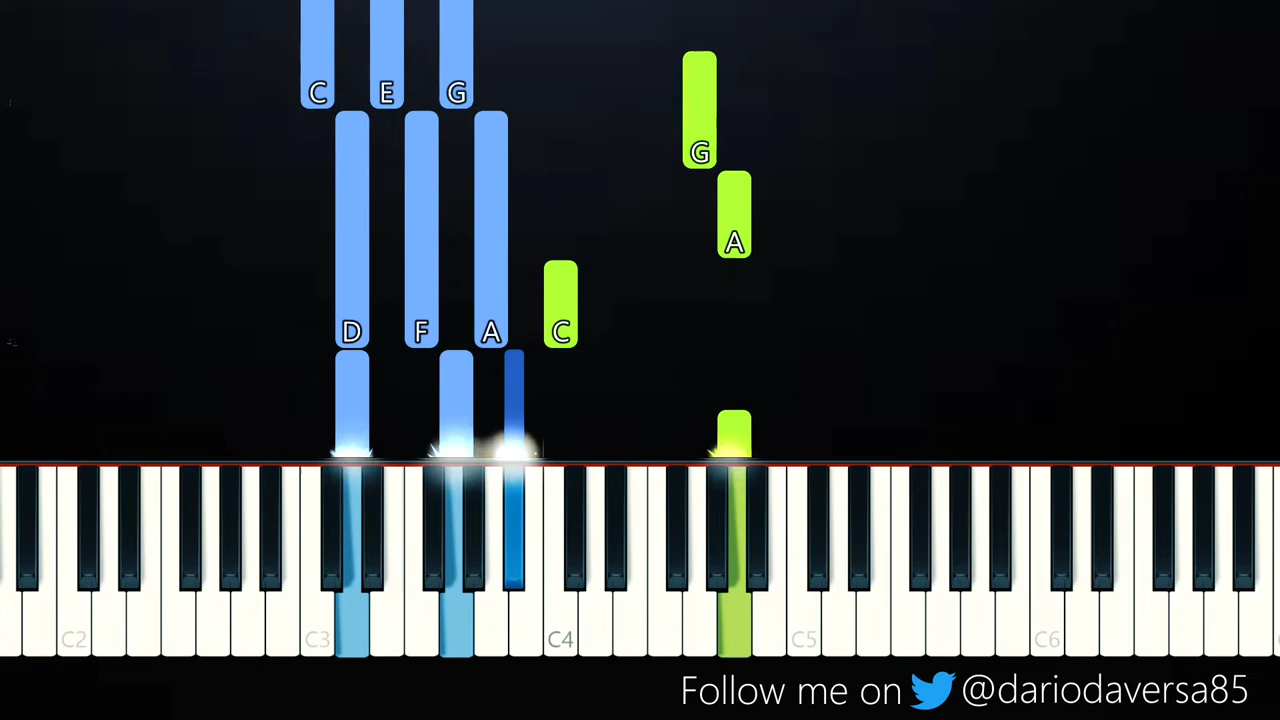 C E G
G
A
D F A C
C2 C3 C4 C5 C6
Follow me on @dariodaversa85